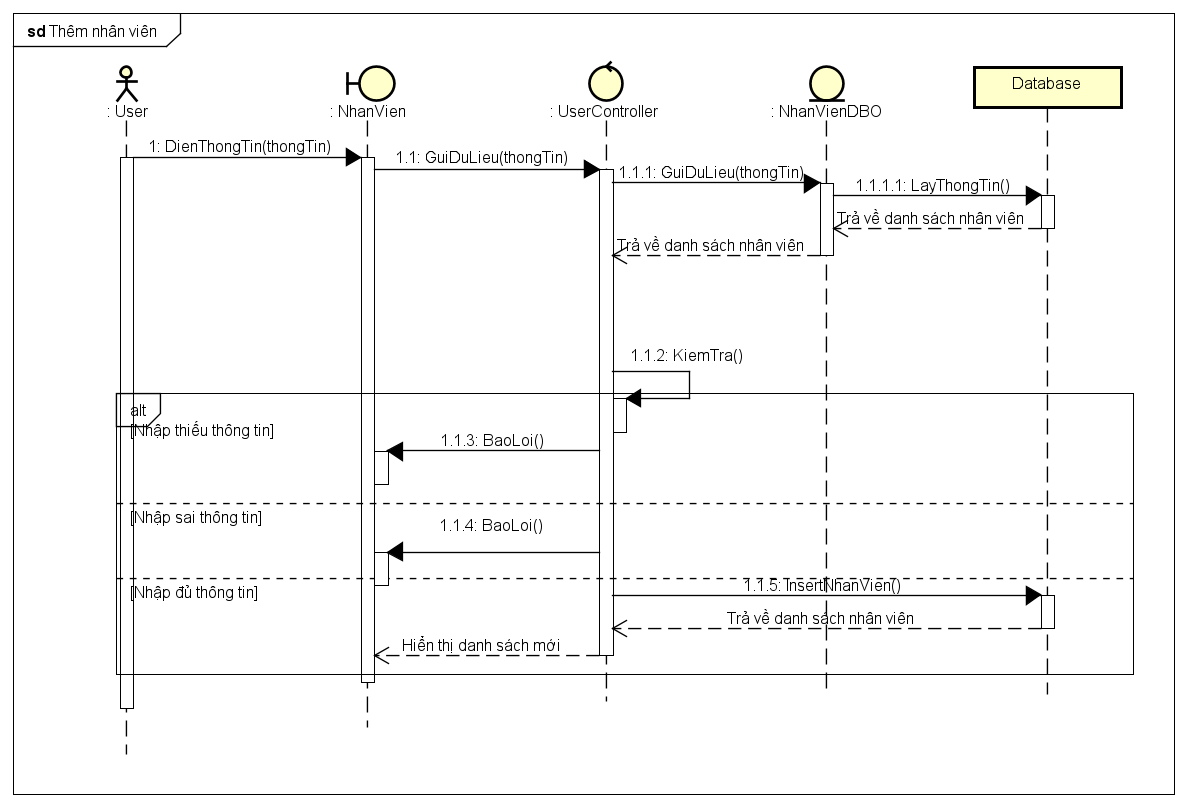 sd Thêm nhân viên
: User
: NhanVien
: UserController
: NhanVienDBO
Database
1: DienThongTin(thongTin)
1.1: GuiDuLieu(thongTin)
1.1.1: GuiDuLieu(thongTin)
1.1.1.1: LayThongTin()
Trả về danh sách nhân viên
Trả về danh sách nhân viên
1.1.2: KiemTra()
alt
[Nhập thiếu thông tin]
1.1.3: BaoLoi()
[Nhập sai thông tin]
1.1.4: BaoLoi()
[Nhập đủ thông tin]
1.1.5: InsertNhanVien()
Trả về danh sách nhân viên
Hiển thị danh sách mới